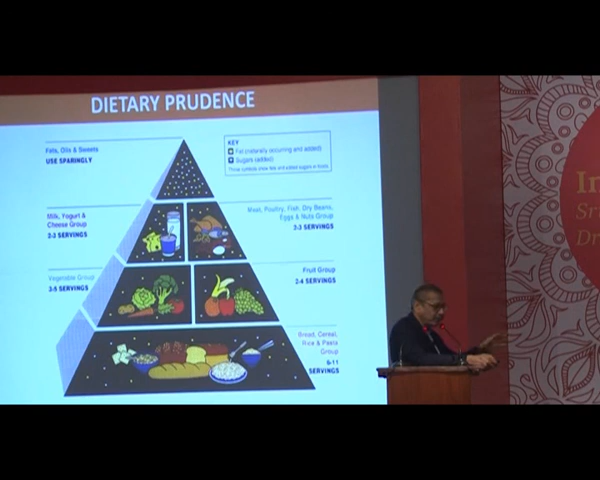 DIETARY PRUDENCE
Fats, Oils & Sweets
USE SPARINGLY
KEY
Fat (naturally occurring and added)
Sugars (added)
These symbols show fats and added sugars in foods.
Milk, Yogurt &
Cheese Group
2-3 SERVINGS
Meat, Poultry, Fish, Dry Beans,
Eggs & Nuts Group
2-3 SERVINGS
Vegetable Group
3-5 SERVINGS
Fruit Group
2-4 SERVINGS
Bread, Cereal,
Rice & Pasta
Group
6-11
SERVINGS
In
Sr
Dr